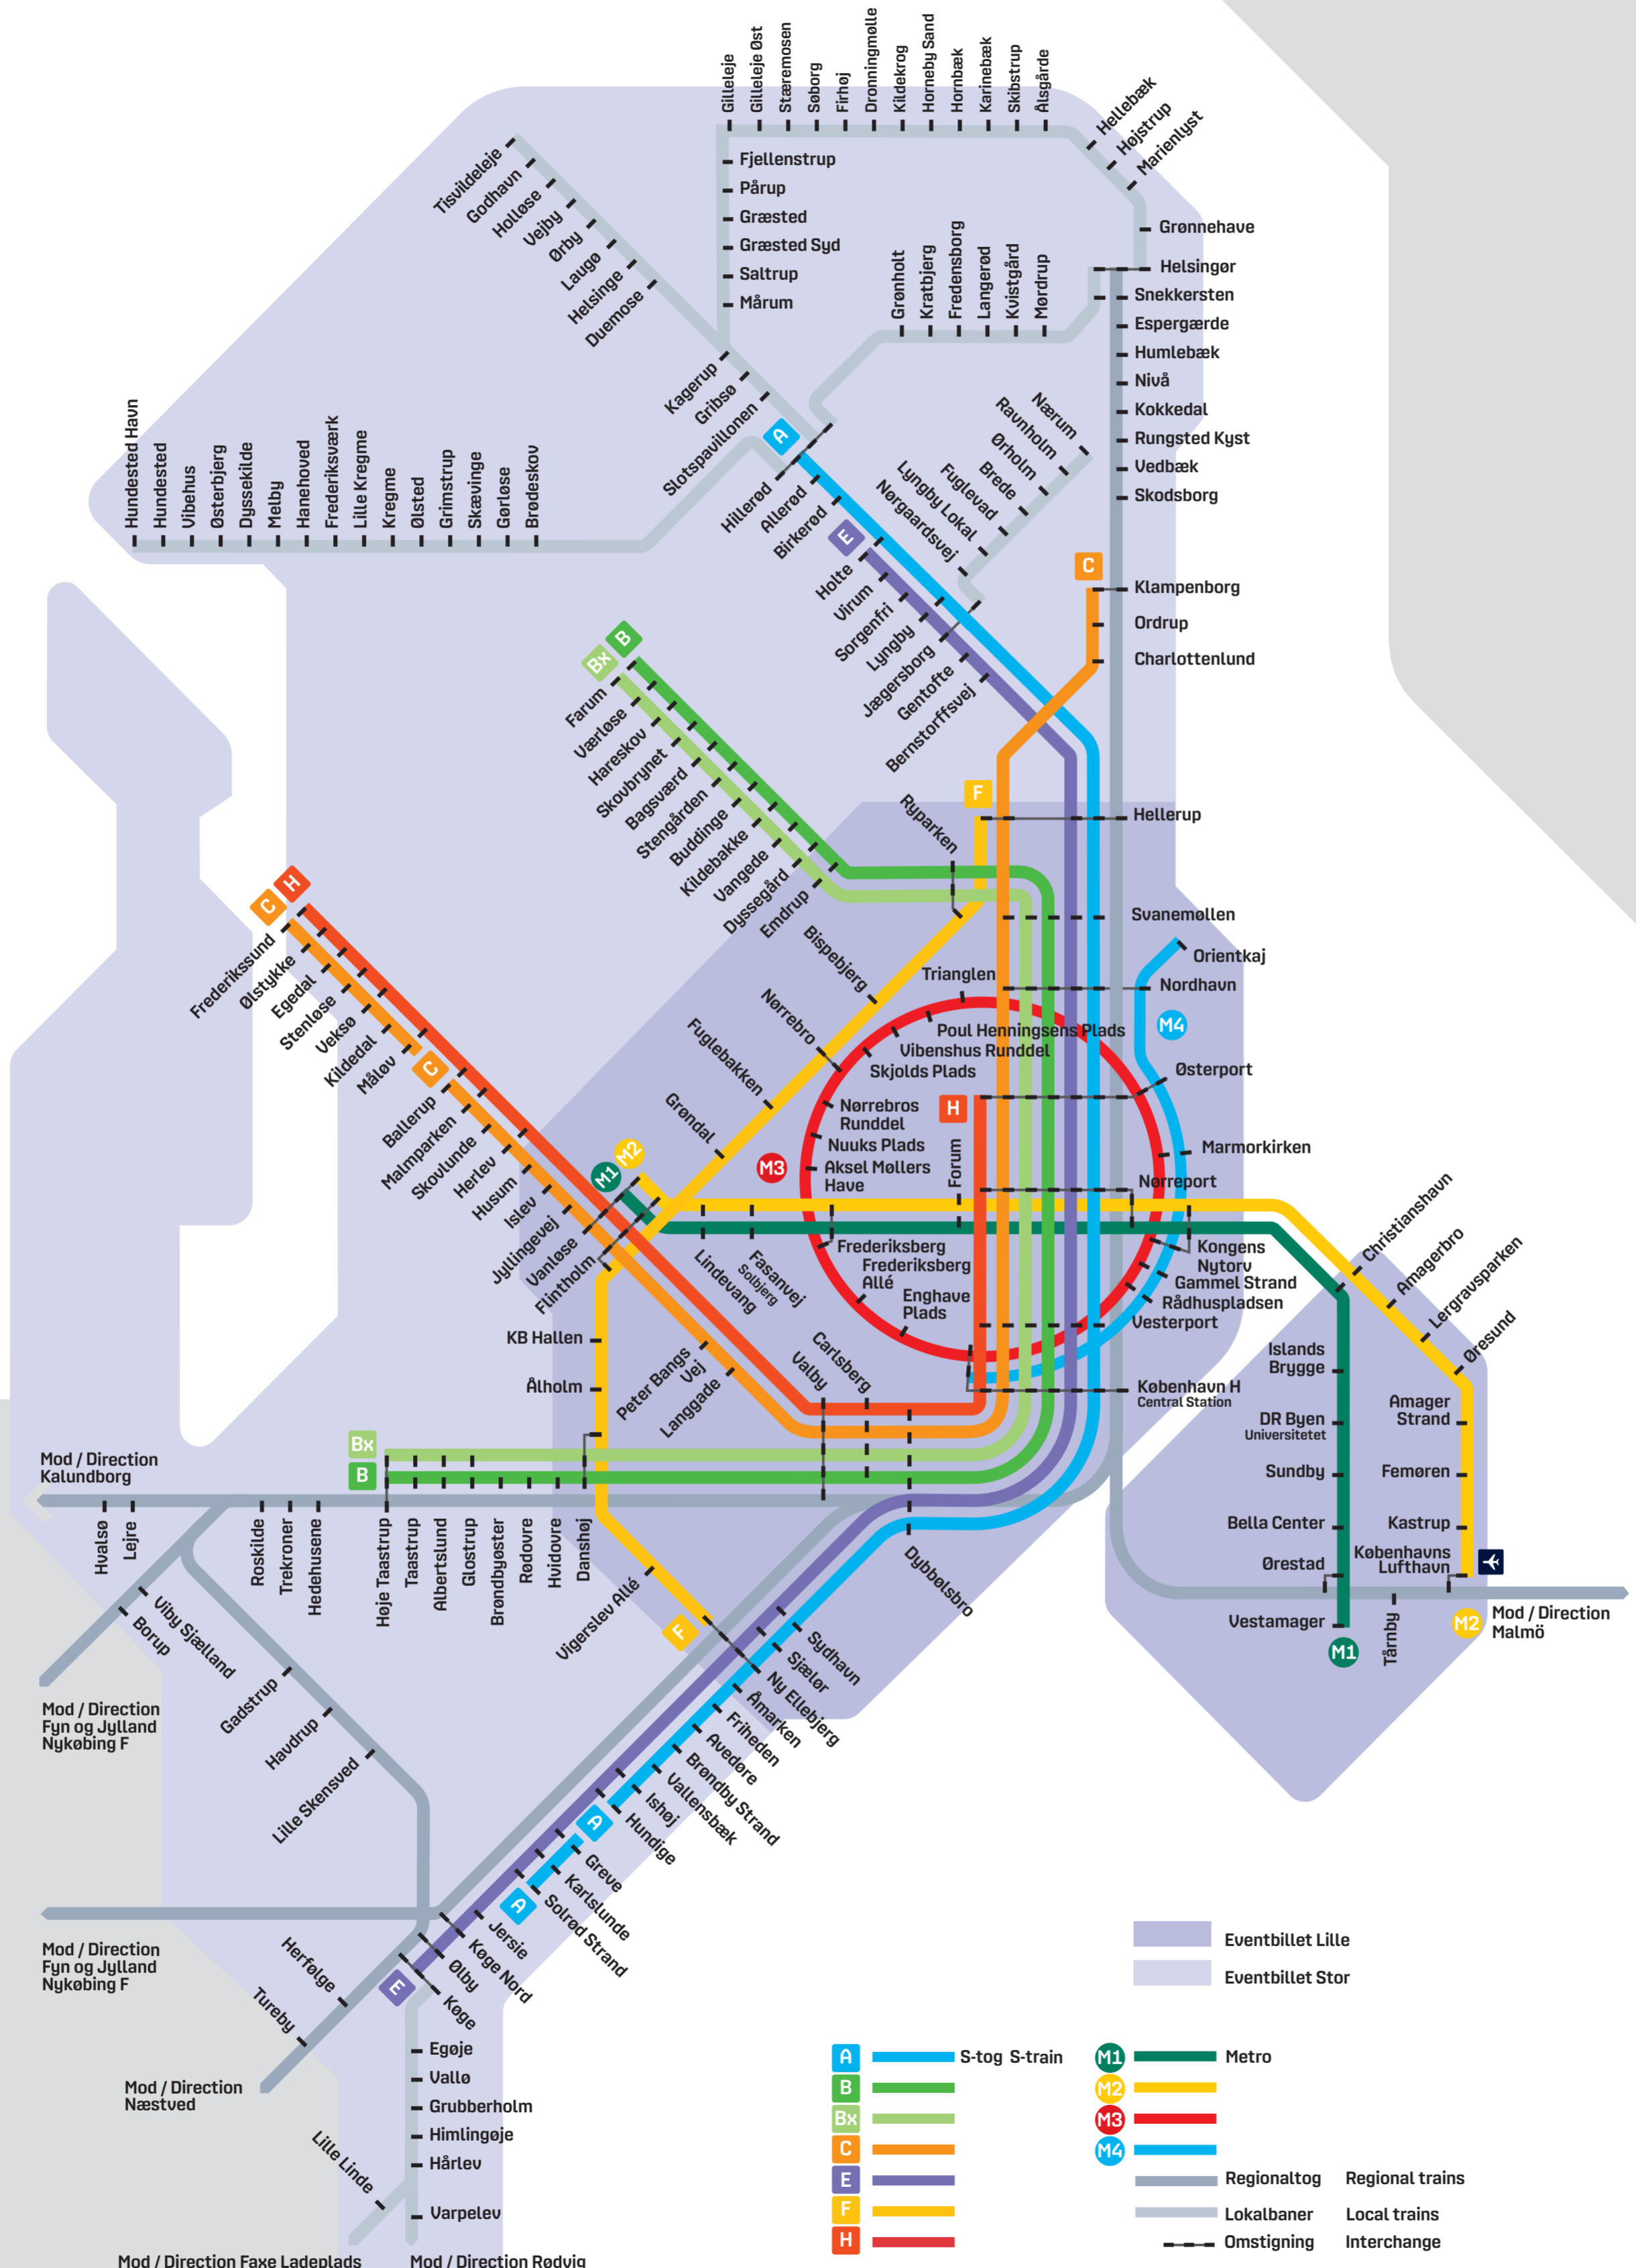 Gilleleje
Gilleleje Øst
Stæremosen
Søborg
Firhøj
Dronningmølle
Kildekrog
Horneby Sand
Hornbæk
Karinebæk
Skibstrup
Ålsgårde
Hellebæk
Højstrup
Marienlyst
Grønnehave
Helsingør
Snekkersten
Espergærde
Humlebæk
Nivå
Kokkedal
Rungsted Kyst
Vedbæk
Skodsborg
Fjellenstrup
Pårup
Græsted
Græsted Syd
Saltrup
Mårum
Tisvildeleje
Godhavn
Holløse
Vejby
Ørby
Laugø
Helsinge
Duemose
Kagerup
Gribsø
Slotspavillonen
Grønholt
Kratbjerg
Fredensborg
Langerød
Kvistgård
Mørdrup
Hundested Havn
Hundested
Vibehus
Østerbjerg
Dyssekilde
Melby
Hanehoved
Frederiksværk
Lille Kregme
Kregme
Ølsted
Grimstrup
Skævinge
Gørløse
Brødeskov
A
Hillerød
Allerød
Birkerød
E
Holte
Virum
Sorgenfri
Lyngby
Jægersborg
Gentofte
Bernstorffsvej
Nærum
Ravnholm
Ørholm
Brede
Fuglevad
Lyngby Lokal
Nørgaardsvej
C
Klampenborg
Ordrup
Charlottenlund
B
Bx
Farum
Værløse
Hareskov
Skovbrynet
Bagsværd
Stengården
Buddinge
Kildebakke
Vangede
Dyssegård
Emdrup
F
Hellerup
Ryparken
Svanemøllen
Bispebjerg
Nørrebro
Fuglebakken
Grøndal
H
C
Frederikssund
Ølstykke
Egedal
Stenløse
Veksø
Kildedal
Måløv
C
Ballerup
Malmparken
Skovlunde
Herlev
Husum
Islev
Jyllingevej
Vanløse
Flintholm
M1
M2
M3
M4
Orientkaj
Nordhavn
Østerport
Marmorkirken
Trianglen
Poul Henningsens Plads
Vibenshus Runddel
Skjolds Plads
Nørrebros
Runddel
Nuuks Plads
Aksel Møllers
Have
H
Forum
Nørreport
Lindevang
Fasanvej
Solbjerg
Frederiksberg
Frederiksberg
Allé
Enghave
Plads
Kongens
Nytorv
Gammel Strand
Rådhuspladsen
Vesterport
København H
Central Station
Christianshavn
Amagerbro
Lergravsparken
Øresund
Islands
Brygge
DR Byen
Universitetet
Sundby
Bella Center
Ørestad
Vestamager
M1
Amager
Strand
Femøren
Kastrup
Københavns
Lufthavn
M2
Tårnby
Mod / Direction
Malmö
KB Hallen
Ålholm
Peter Bangs
Vej
Langgade
Valby
Carlsberg
Dybbølsbro
Bx
B
Mod / Direction
Kalundborg
Hvalsø
Lejre
Roskilde
Trekroner
Hedehusene
Høje Taastrup
Taastrup
Albertslund
Glostrup
Brøndbyøster
Rødovre
Hvidovre
Danshøj
Vigerslev Allé
F
Sydhavn
Sjælør
Ny Ellebjerg
Åmarken
Friheden
Avedøre
Brøndby Strand
Vallensbæk
Ishøj
Hundige
A
Greve
Karlslunde
Solrød Strand
A
Jersie
Køge Nord
Ølby
Køge
E
Viby Sjælland
Borup
Gadstrup
Havdrup
Lille Skensved
Mod / Direction
Fyn og Jylland
Nykøbing F
Mod / Direction
Fyn og Jylland
Nykøbing F
Herfølge
Tureby
Mod / Direction
Næstved
Egøje
Vallø
Grubberholm
Himlingøje
Hårlev
Varpelev
Lille Linde
Mod / Direction Faxe Ladeplads
Mod / Direction Rødvig
Eventbillet Lille
Eventbillet Stor
A S-tog S-train
B
Bx
C
E
F
H
M1 Metro
M2
M3
M4
Regionaltog Regional trains
Lokalbaner Local trains
Omstigning Interchange